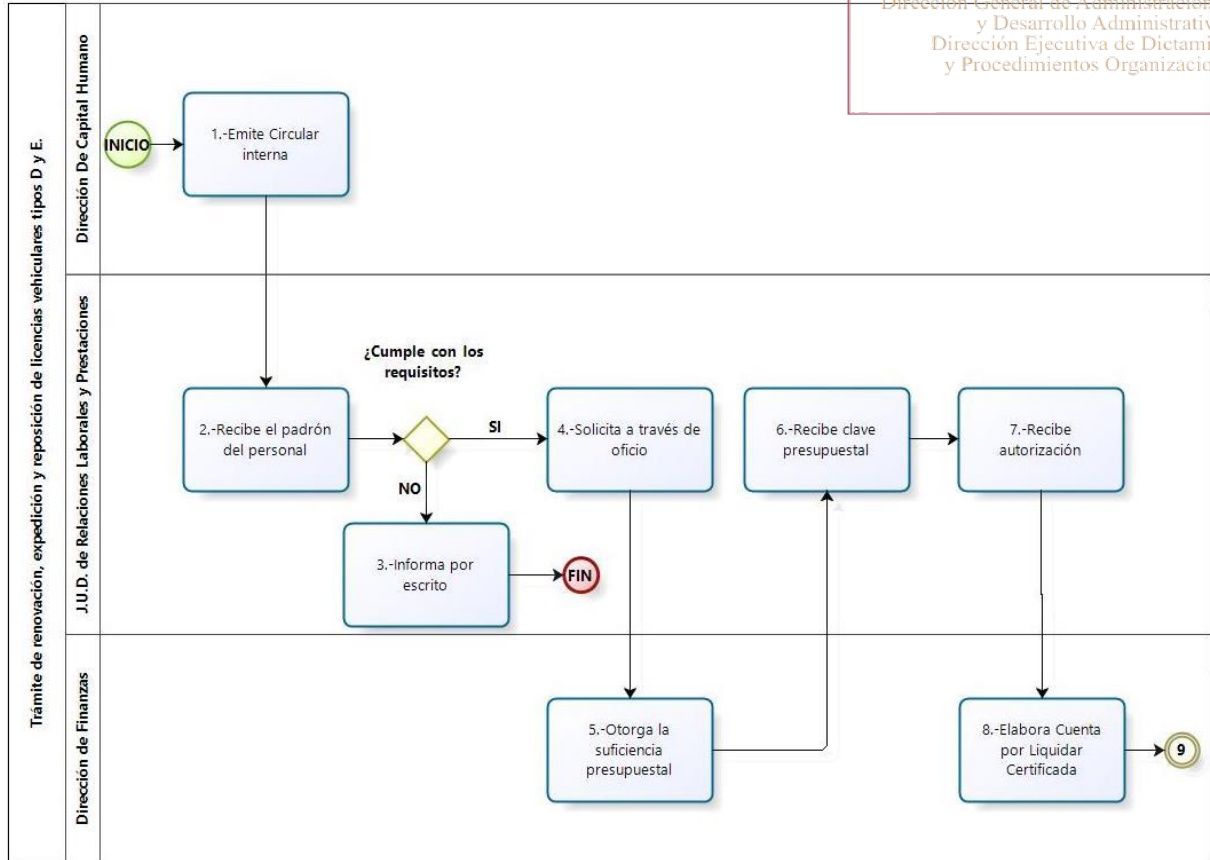 Dirección General de Administración
y Desarrollo Administrativ
Dirección Ejecutiva de Dictami
y Procedimientos Organizacio
Trámite de renovación, expedición y reposición de licencias vehiculares tipos D y E.
Dirección De Capital Humano
INICIO
1.-Emite Circular
interna
J.U.D. de Relaciones Laborales y Prestaciones
2.-Recibe el padrón
del personal
¿Cumple con los
requisitos?
SI
NO
3.-Informa por
escrito
FIN
4.-Solicita a través de
oficio
6.-Recibe clave
presupuestal
7.-Recibe
autorización
Dirección de Finanzas
5.-Otorga la
suficiencia
presupuestal
8.-Elabora Cuenta
por Liquidar
Certificada
9